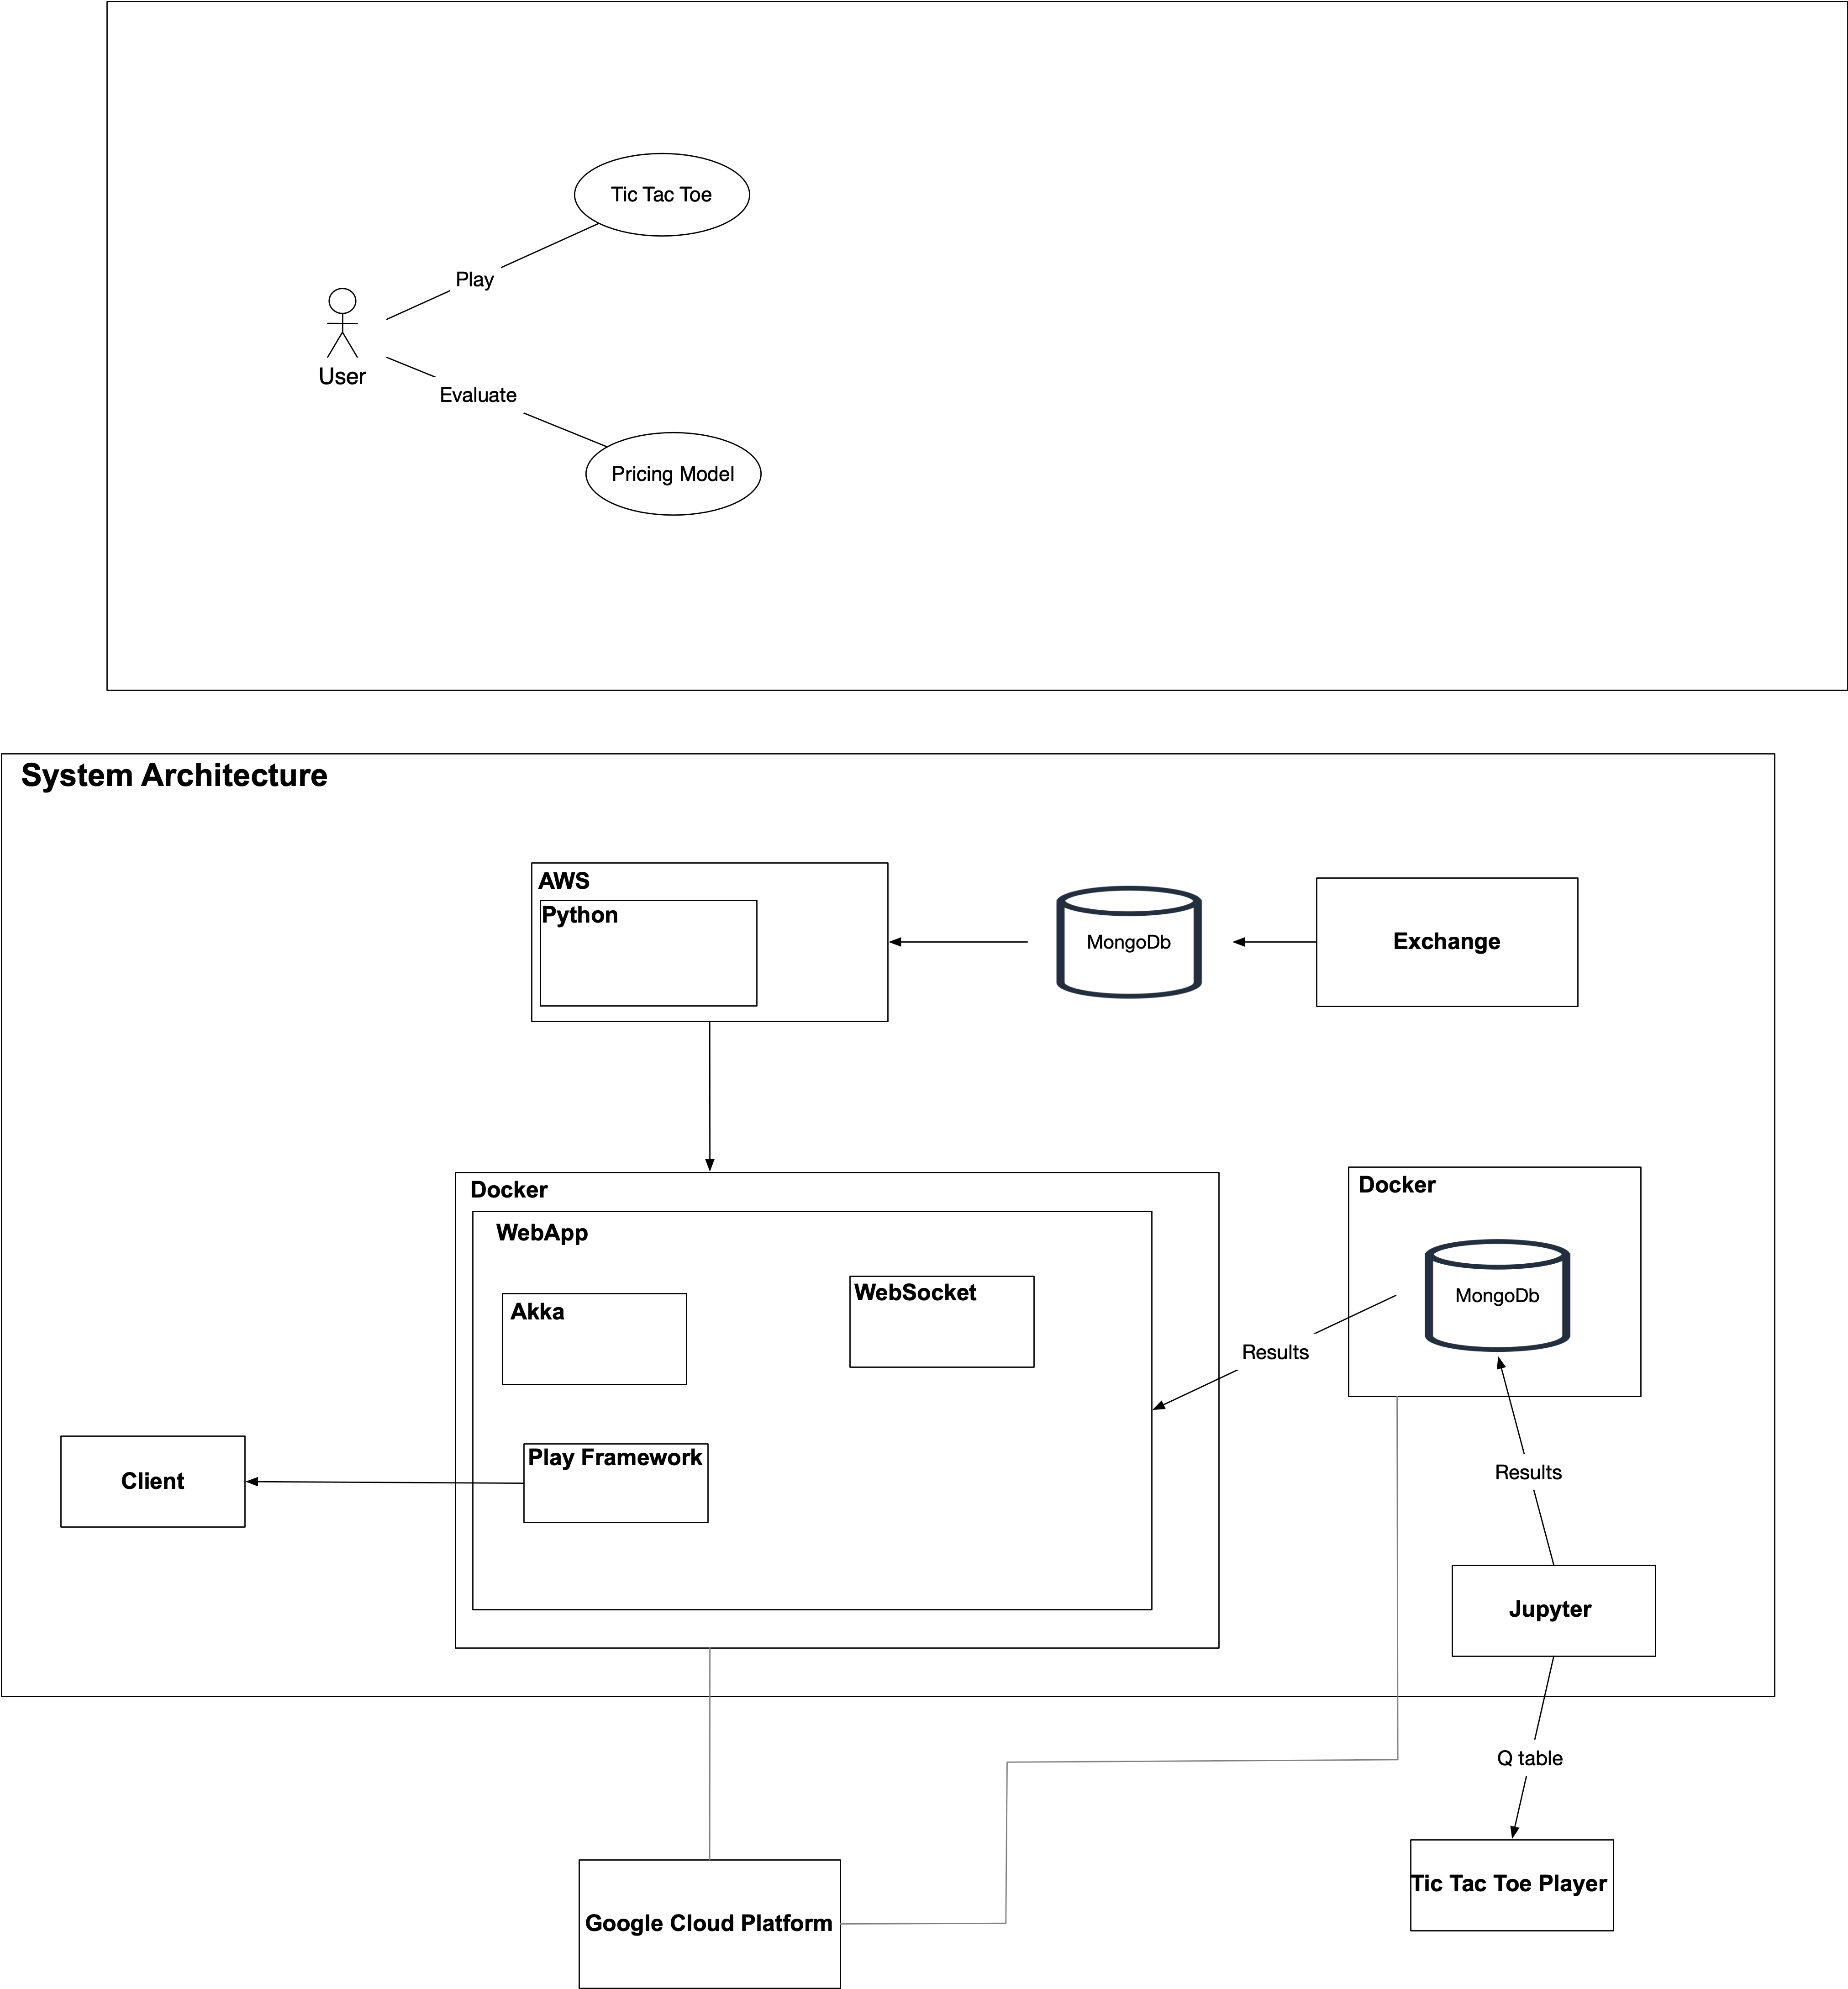 Tic Tac Toe
Play
User
Evaluate
Pricing Model
System Architecture
AWS
Python
MongoDb
Exchange
Docker
WebApp
Akka
WebSocket
Play Framework
Client
Results
Docker
MongoDb
Results
Jupyter
Q table
Tic Tac Toe Player
Google Cloud Platform